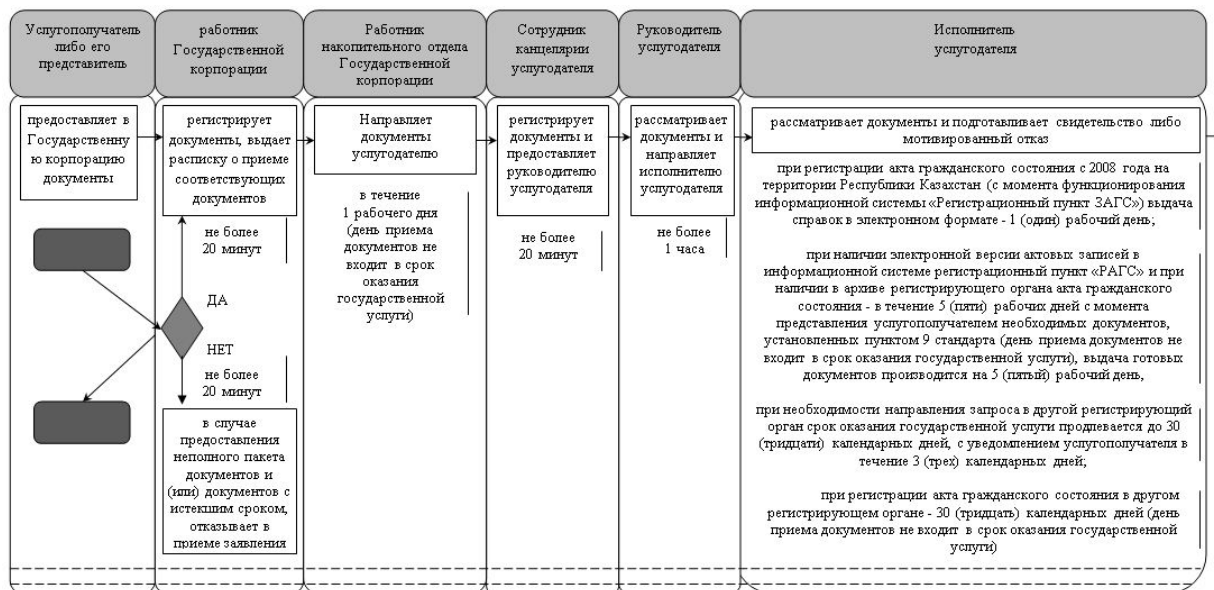 Услугополучатель
либо его
представитель
работник
Государственной
корпорации
Работник
накопительного отдела
Государственной
корпорации
Сотрудник
канцелярии
услугодателя
Руководитель
услугодателя
Исполнитель
услугодателя
предоставляет в
Государственну
ю корпорацию
документы
регистрирует
документы, выдает
расписку о приеме
соответствующих
документов
Направляет
документы
услугодателю
регистрирует
документы и
предоставляет
руководителю
услугодателя
рассматривает
документы и
направляет
исполнителю
услугодателя
рассматривает документы и подготавливает свидетельство либо
мотивированный отказ
не более
20 минут
в течение
1 рабочего дня
(день приема
документов не
входит в срок
оказания
государственной
услуги)
не более
20 минут
не более
1 часа
при регистрации акта гражданского состояния с 2008 года на
территории Республики Казахстан (с момента функционирования
информационной системы «Регистрационный пункт ЗАГС») выдача
справок в электронном формате - 1 (один) рабочий день;
при наличии электронной версии актовых записей в
информационной системе регистрационный пункт «РАГС» и при
наличии в архиве регистрирующего органа акта гражданского
состояния - в течение 5 (пяти) рабочих дней с момента
представления услугополучателем необходимых документов,
установленных пунктом 9 стандарта (день приема документов не
входит в срок оказания государственной услуги), выдача готовых
документов производится на 5 (пятый) рабочий день,
при необходимости направления запроса в другой регистрирующий
орган срок оказания государственной услуги продлевается до 30
(тридцати) календарных дней, с уведомлением услугополучателя в
течение 3 (трех) календарных дней;
при регистрации акта гражданского состояния в другом
регистрирующем органе - 30 (тридцать) календарных дней (день
приема документов не входит в срок оказания государственной
услуги)
ДА
НЕТ
не более
20 минут
в случае
предоставления
неполного пакета
документов и
(или) документов с
истекшим сроком,
отказывает в
приеме заявления